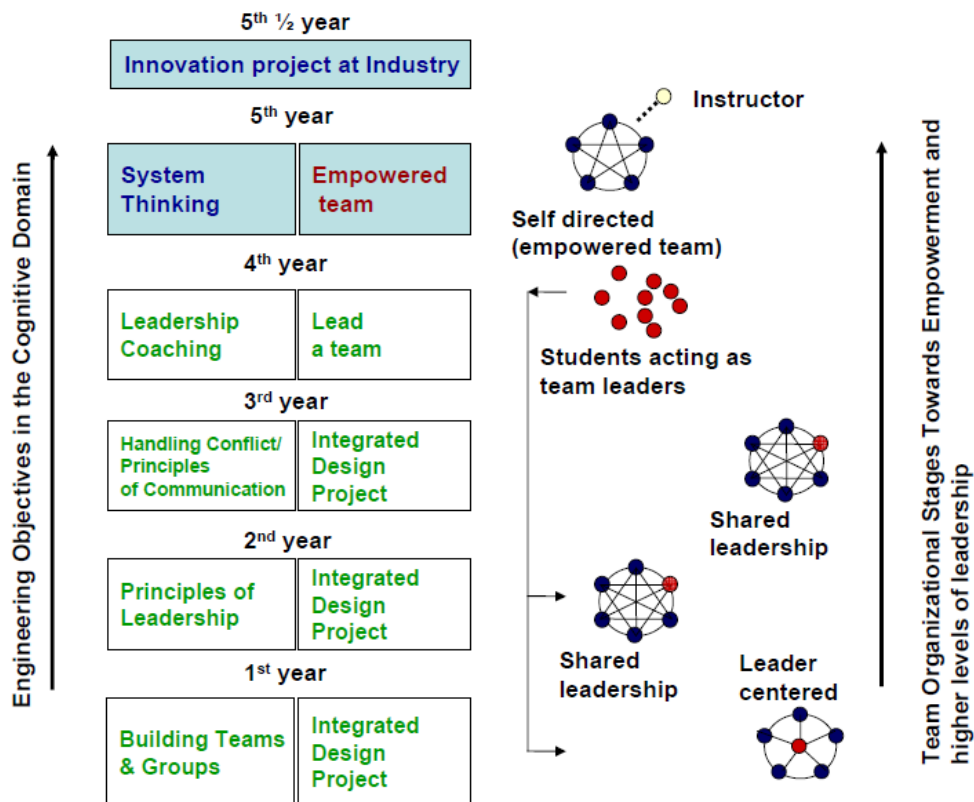 5th ½ year
Innovation project at Industry
5th year
System
Thinking
Empowered
team
4th year
Leadership
Coaching
Lead
a team
3rd year
Handling Conflict/
Principles
of Communication
Integrated
Design
Project
2nd year
Principles of
Leadership
Integrated
Design
Project
1st year
Building Teams
& Groups
Integrated
Design
Project
Engineering Objectives in the Cognitive Domain
Instructor
Self directed
(empowered team)
Students acting as
team leaders
Shared
leadership
Shared
leadership
Leader
centered
Team Organizational Stages Towards Empowerment and
higher levels of leadership